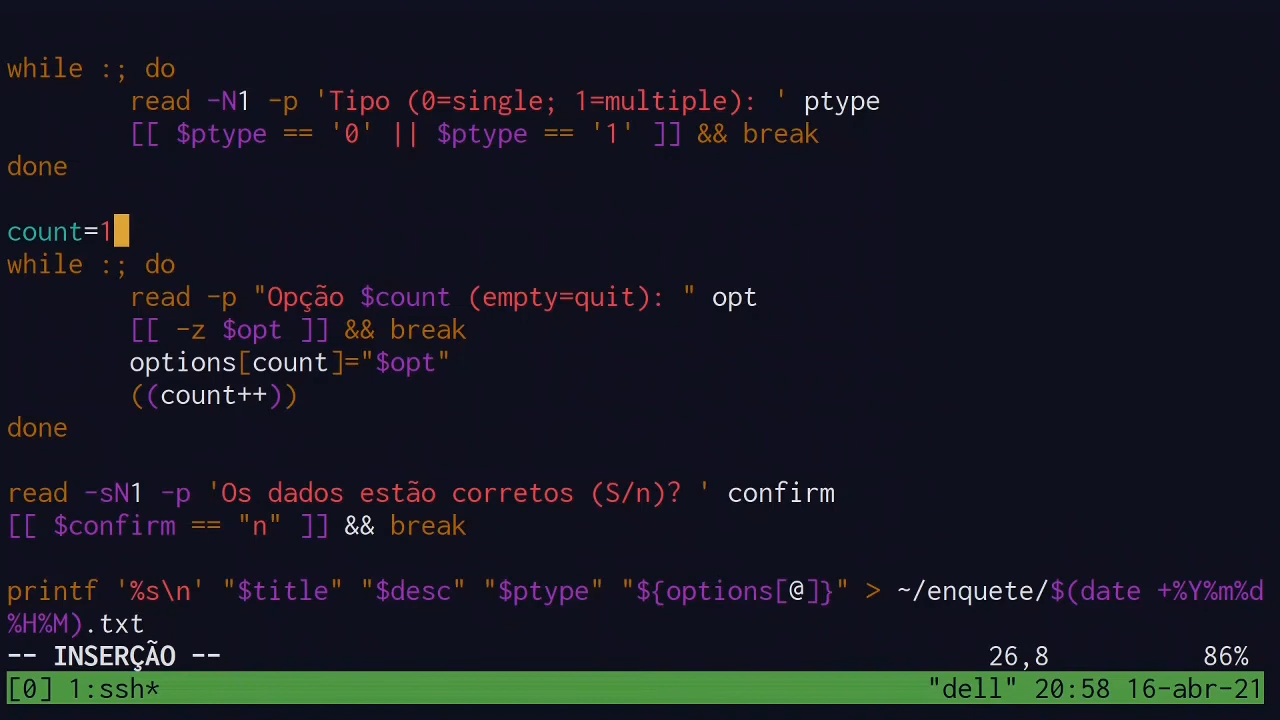 while :; do
        read -N1 -p 'Tipo (0=single; 1=multiple): ' ptype
        [[ $ptype == '0' || $ptype == '1' ]] && break
done
count=1
while :; do
        read -p "Opção $count (empty=quit): " opt
        [[ -z $opt ]] && break
        options[count]="$opt"
        ((count++))
done
read -sN1 -p 'Os dados estão corretos (S/n)? ' confirm
[[ $confirm == "n" ]] && break
printf '%s\n' "$title" "$desc" "$ptype" "${options[@]}" > ~/enquete/$(date +%Y%m%d
%H%M).txt
-- INSERÇÃO -- 26,8 86%
[0] 1:ssh* "dell" 20:58 16-abr-21